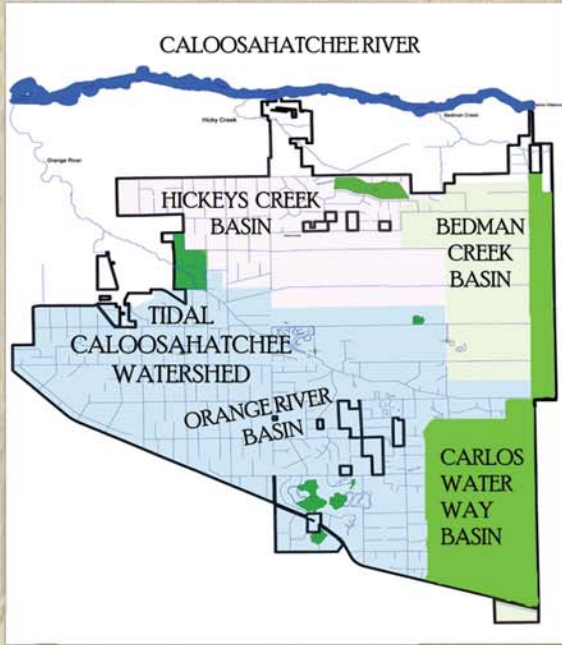 CALOOSAHATCHEE RIVER
Hicky Creek
Bedman Creek
Orange River
HICKEYS CREEK
BASIN
BEDMAN
CREEK
BASIN
TIDAL
CALOOSAHATCHEE
WATERSHED
ORANGE RIVER
BASIN
CARLOS
WATER
WAY
BASIN